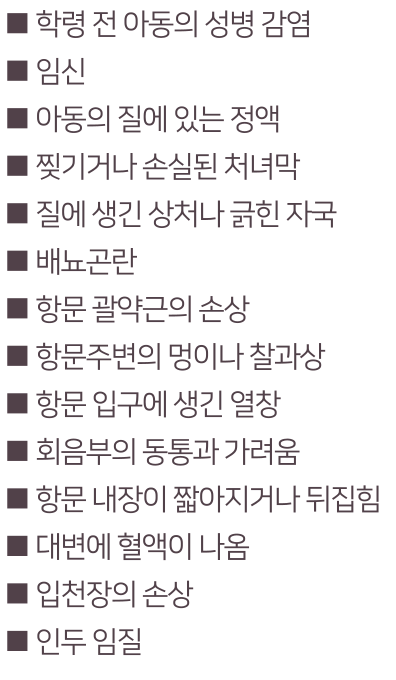 ■ 학령 전 아동의 성병 감염
■ 임신
■ 아동의 질에 있는 정액
■ 찢기거나 손실된 처녀막
■ 질에 생긴 상처나 긁힌 자국
■ 배뇨곤란
■ 항문 괄약근의 손상
■ 항문주변의 멍이나 찰과상
■ 항문 입구에 생긴 열창
■ 회음부의 동통과 가려움
■ 항문 내장이 짧아지거나 뒤집힘
■ 대변에 혈액이 나옴
■ 입천장의 손상
■ 인두 임질